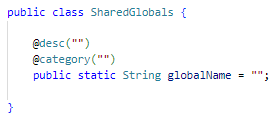 public class SharedGlobals {
@desc("")
@category("")
public static String globalName = "";
}